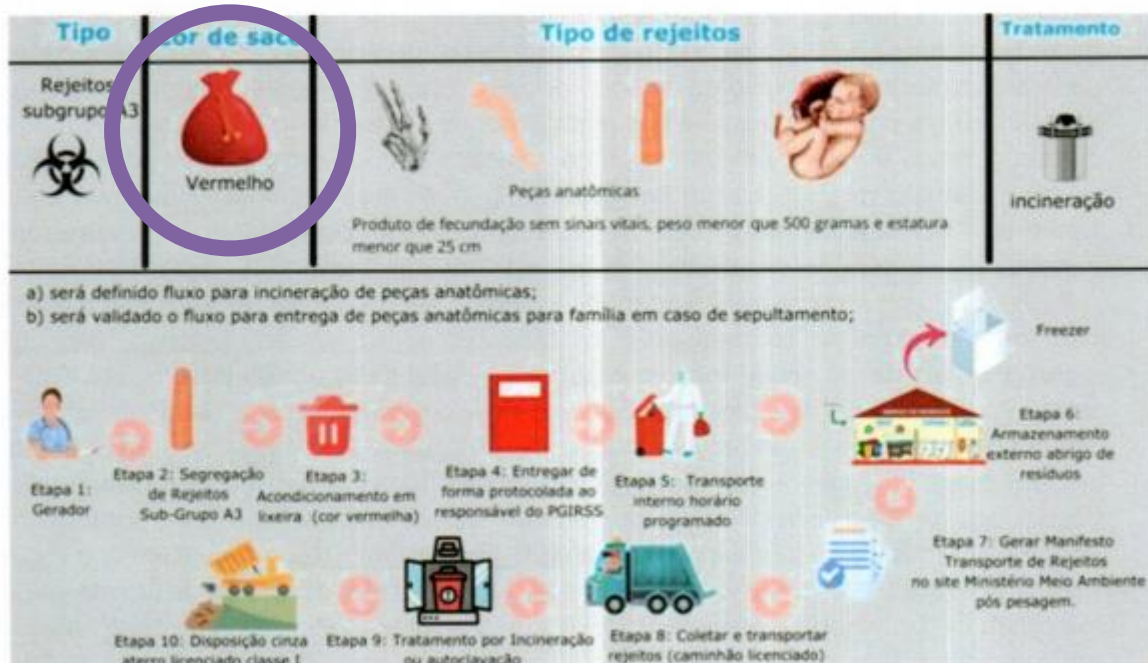 Tipo
Cor de saco
Tipo de rejeitos
Tratamento
Rejeitos
subgrupo A3
Vermelho
Peças anatômicas
Produto de fecundação sem sinais vitais, peso menor que 500 gramas e estatura
menor que 25 cm
incineração
a) será definido fluxo para incineração de peças anatômicas;
b) será validado o fluxo para entrega de peças anatômicas para família em caso de sepultamento;
Freezer
Etapa 1:
Gerador
Etapa 2: Segregação
de Rejeitos
Sub-Grupo A3
Etapa 3:
Acondicionamento em
lixeira (cor vermelha)
Etapa 4: Entregar de
forma protocolada ao
responsável do PGIRSS
Etapa 5: Transporte
interno horário
programado
Etapa 6:
Armazenamento
externo abrigo de
resíduos
Etapa 7: Gerar Manifesto
Transporte de Rejeitos
no site Ministério Meio Ambiente
pós pesagem.
Etapa 8: Coletar e transportar
rejeitos (caminhão licenciado)
Etapa 9: Tratamento por Incineração
ou autoclavação
Etapa 10: Disposição cinza
aterro licenciado classe I